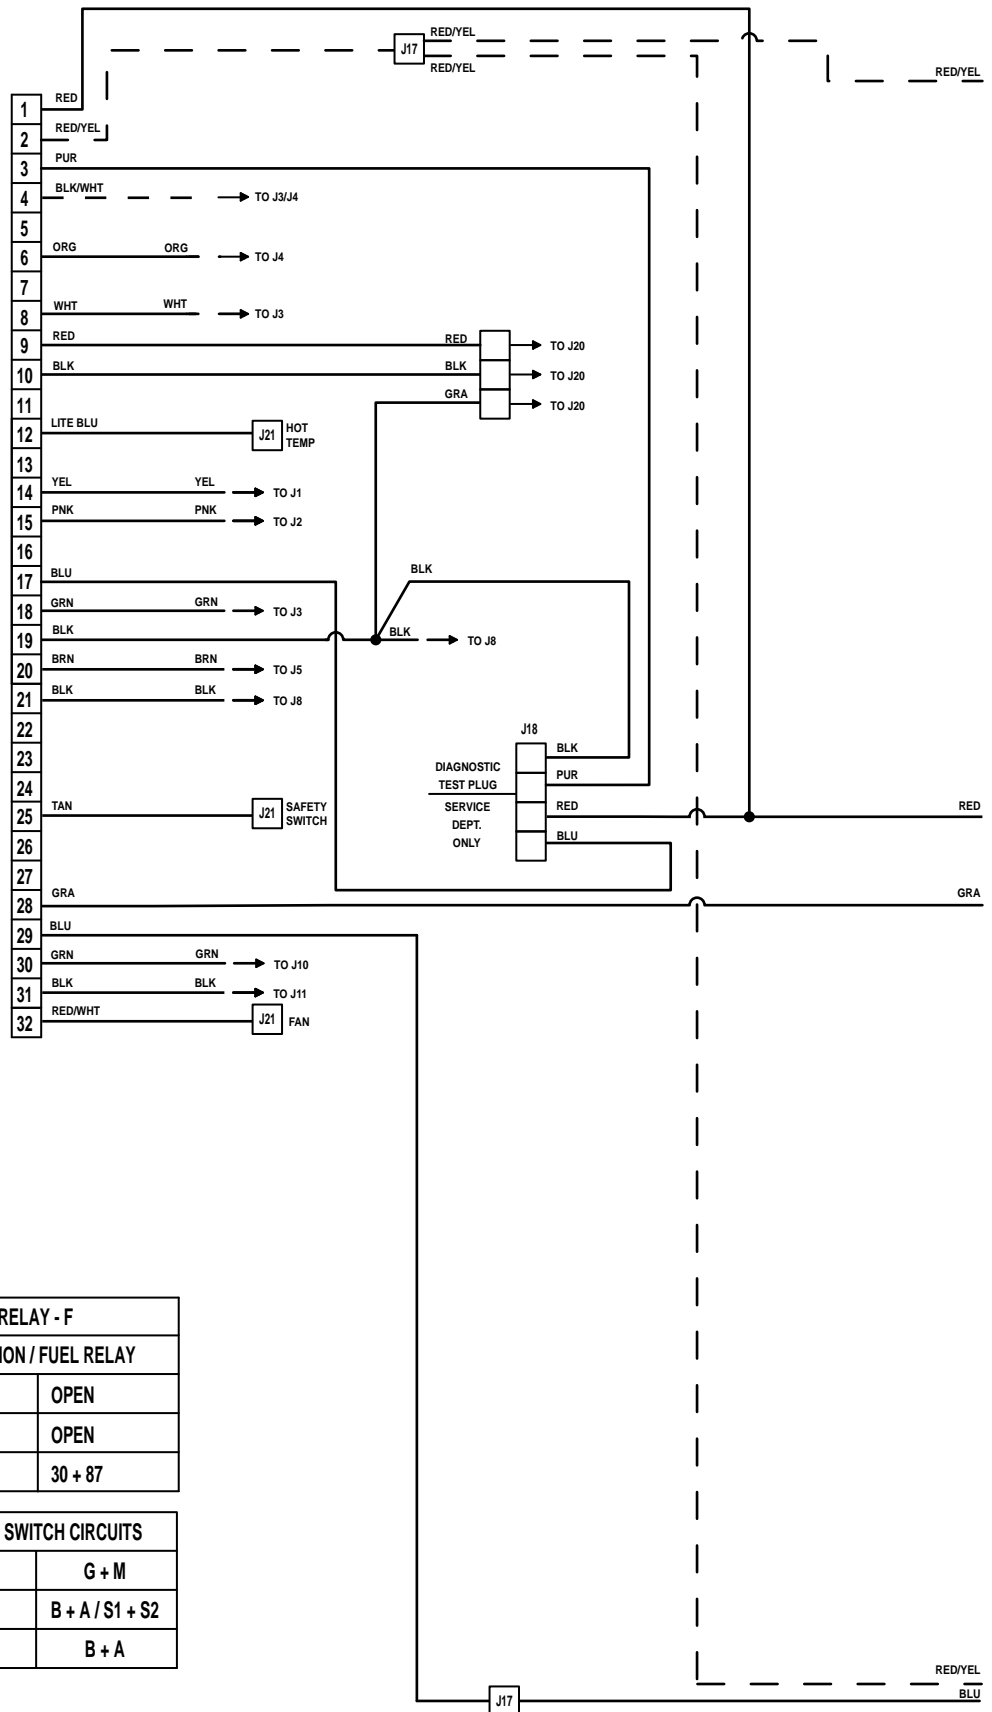 RED/YEL
J17
RED/YEL
RED/YEL
1 RED
2 RED/YEL
3 PUR
4 BLK/WHT TO J3/J4
5
6 ORG ORG TO J4
7
8 WHT WHT TO J3
9 RED RED TO J20
10 BLK BLK TO J20
11 GRA TO J20
12 LITE BLU J21 HOT TEMP
13
14 YEL YEL TO J1
15 PNK PNK TO J2
16
17 BLU BLK
18 GRN GRN TO J3
19 BLK BLK TO J8
20 BRN BRN TO J5
21 BLK BLK TO J8
22
23
24
25 TAN J21 SAFETY SWITCH
26
27
28 GRA GRA
29 BLU
30 GRN GRN TO J10
31 BLK BLK TO J11
32 RED/WHT J21 FAN
J18
DIAGNOSTIC
TEST PLUG
SERVICE
DEPT.
ONLY
BLK
PUR
RED RED
BLU
RELAY - F
ION / FUEL RELAY
OPEN
OPEN
30 + 87
SWITCH CIRCUITS
G + M
B + A / S1 + S2
B + A
RED/YEL
J17 BLU